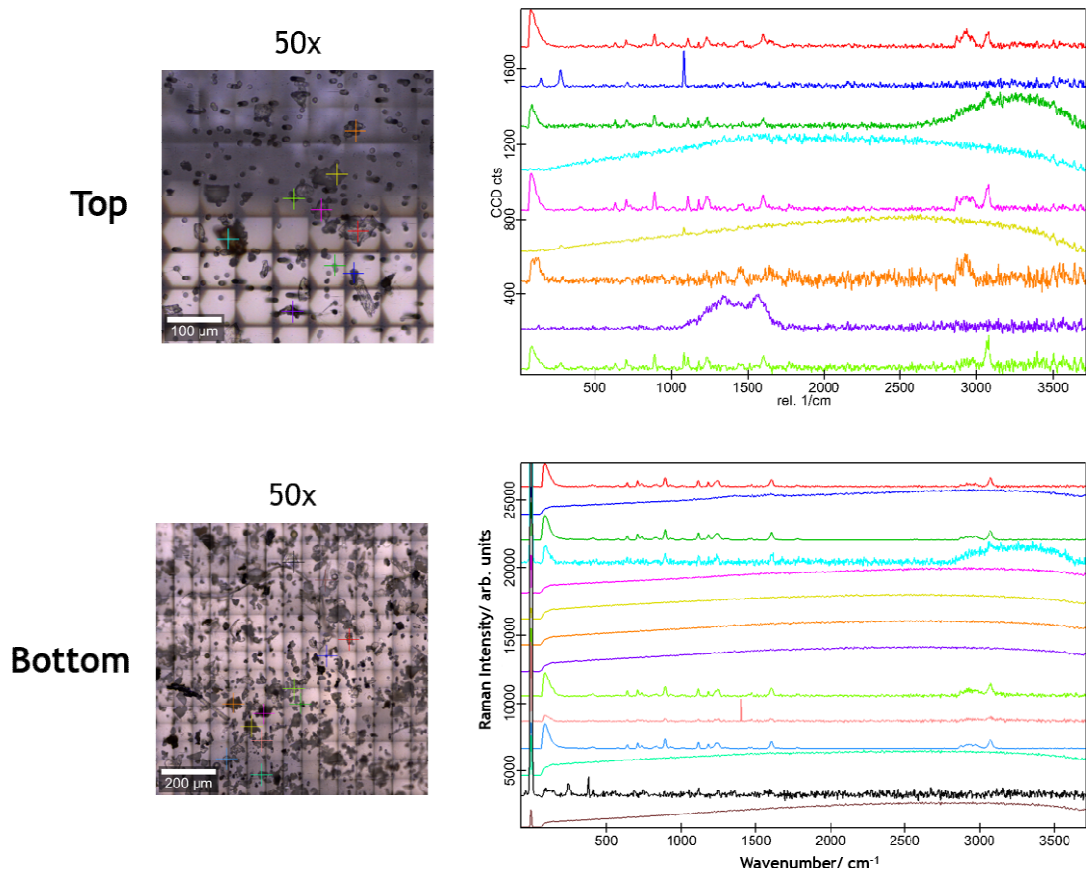 50x
Top
100 µm
CCD cts
1600
1200
800
400
500
1000
1500
2000
2500
3000
3500
rel. 1/cm
50x
Bottom
200 µm
Raman Intensity/ arb. units
25000
20000
15000
10000
5000
500
1000
1500
2000
2500
3000
3500
Wavenumber/ cm⁻¹